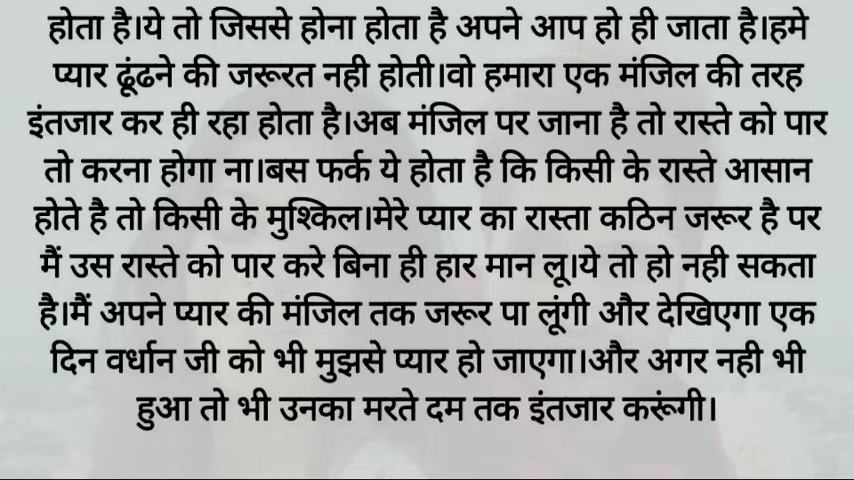 होता है।ये तो जिससे होना होता है अपने आप हो ही जाता है।हमे
प्यार ढूंढने की जरूरत नही होती।वो हमारा एक मंजिल की तरह
इंतजार कर ही रहा होता है।अब मंजिल पर जाना है तो रास्ते को पार
तो करना होगा ना।बस फर्क ये होता है कि किसी के रास्ते आसान
होते है तो किसी के मुश्किल।मेरे प्यार का रास्ता कठिन जरूर है पर
मैं उस रास्ते को पार करे बिना ही हार मान लू।ये तो हो नही सकता
है।मैं अपने प्यार की मंजिल तक जरूर पा लूंगी और देखिएगा एक
दिन वर्धान जी को भी मुझसे प्यार हो जाएगा।और अगर नही भी
हुआ तो भी उनका मरते दम तक इंतजार करूंगी।